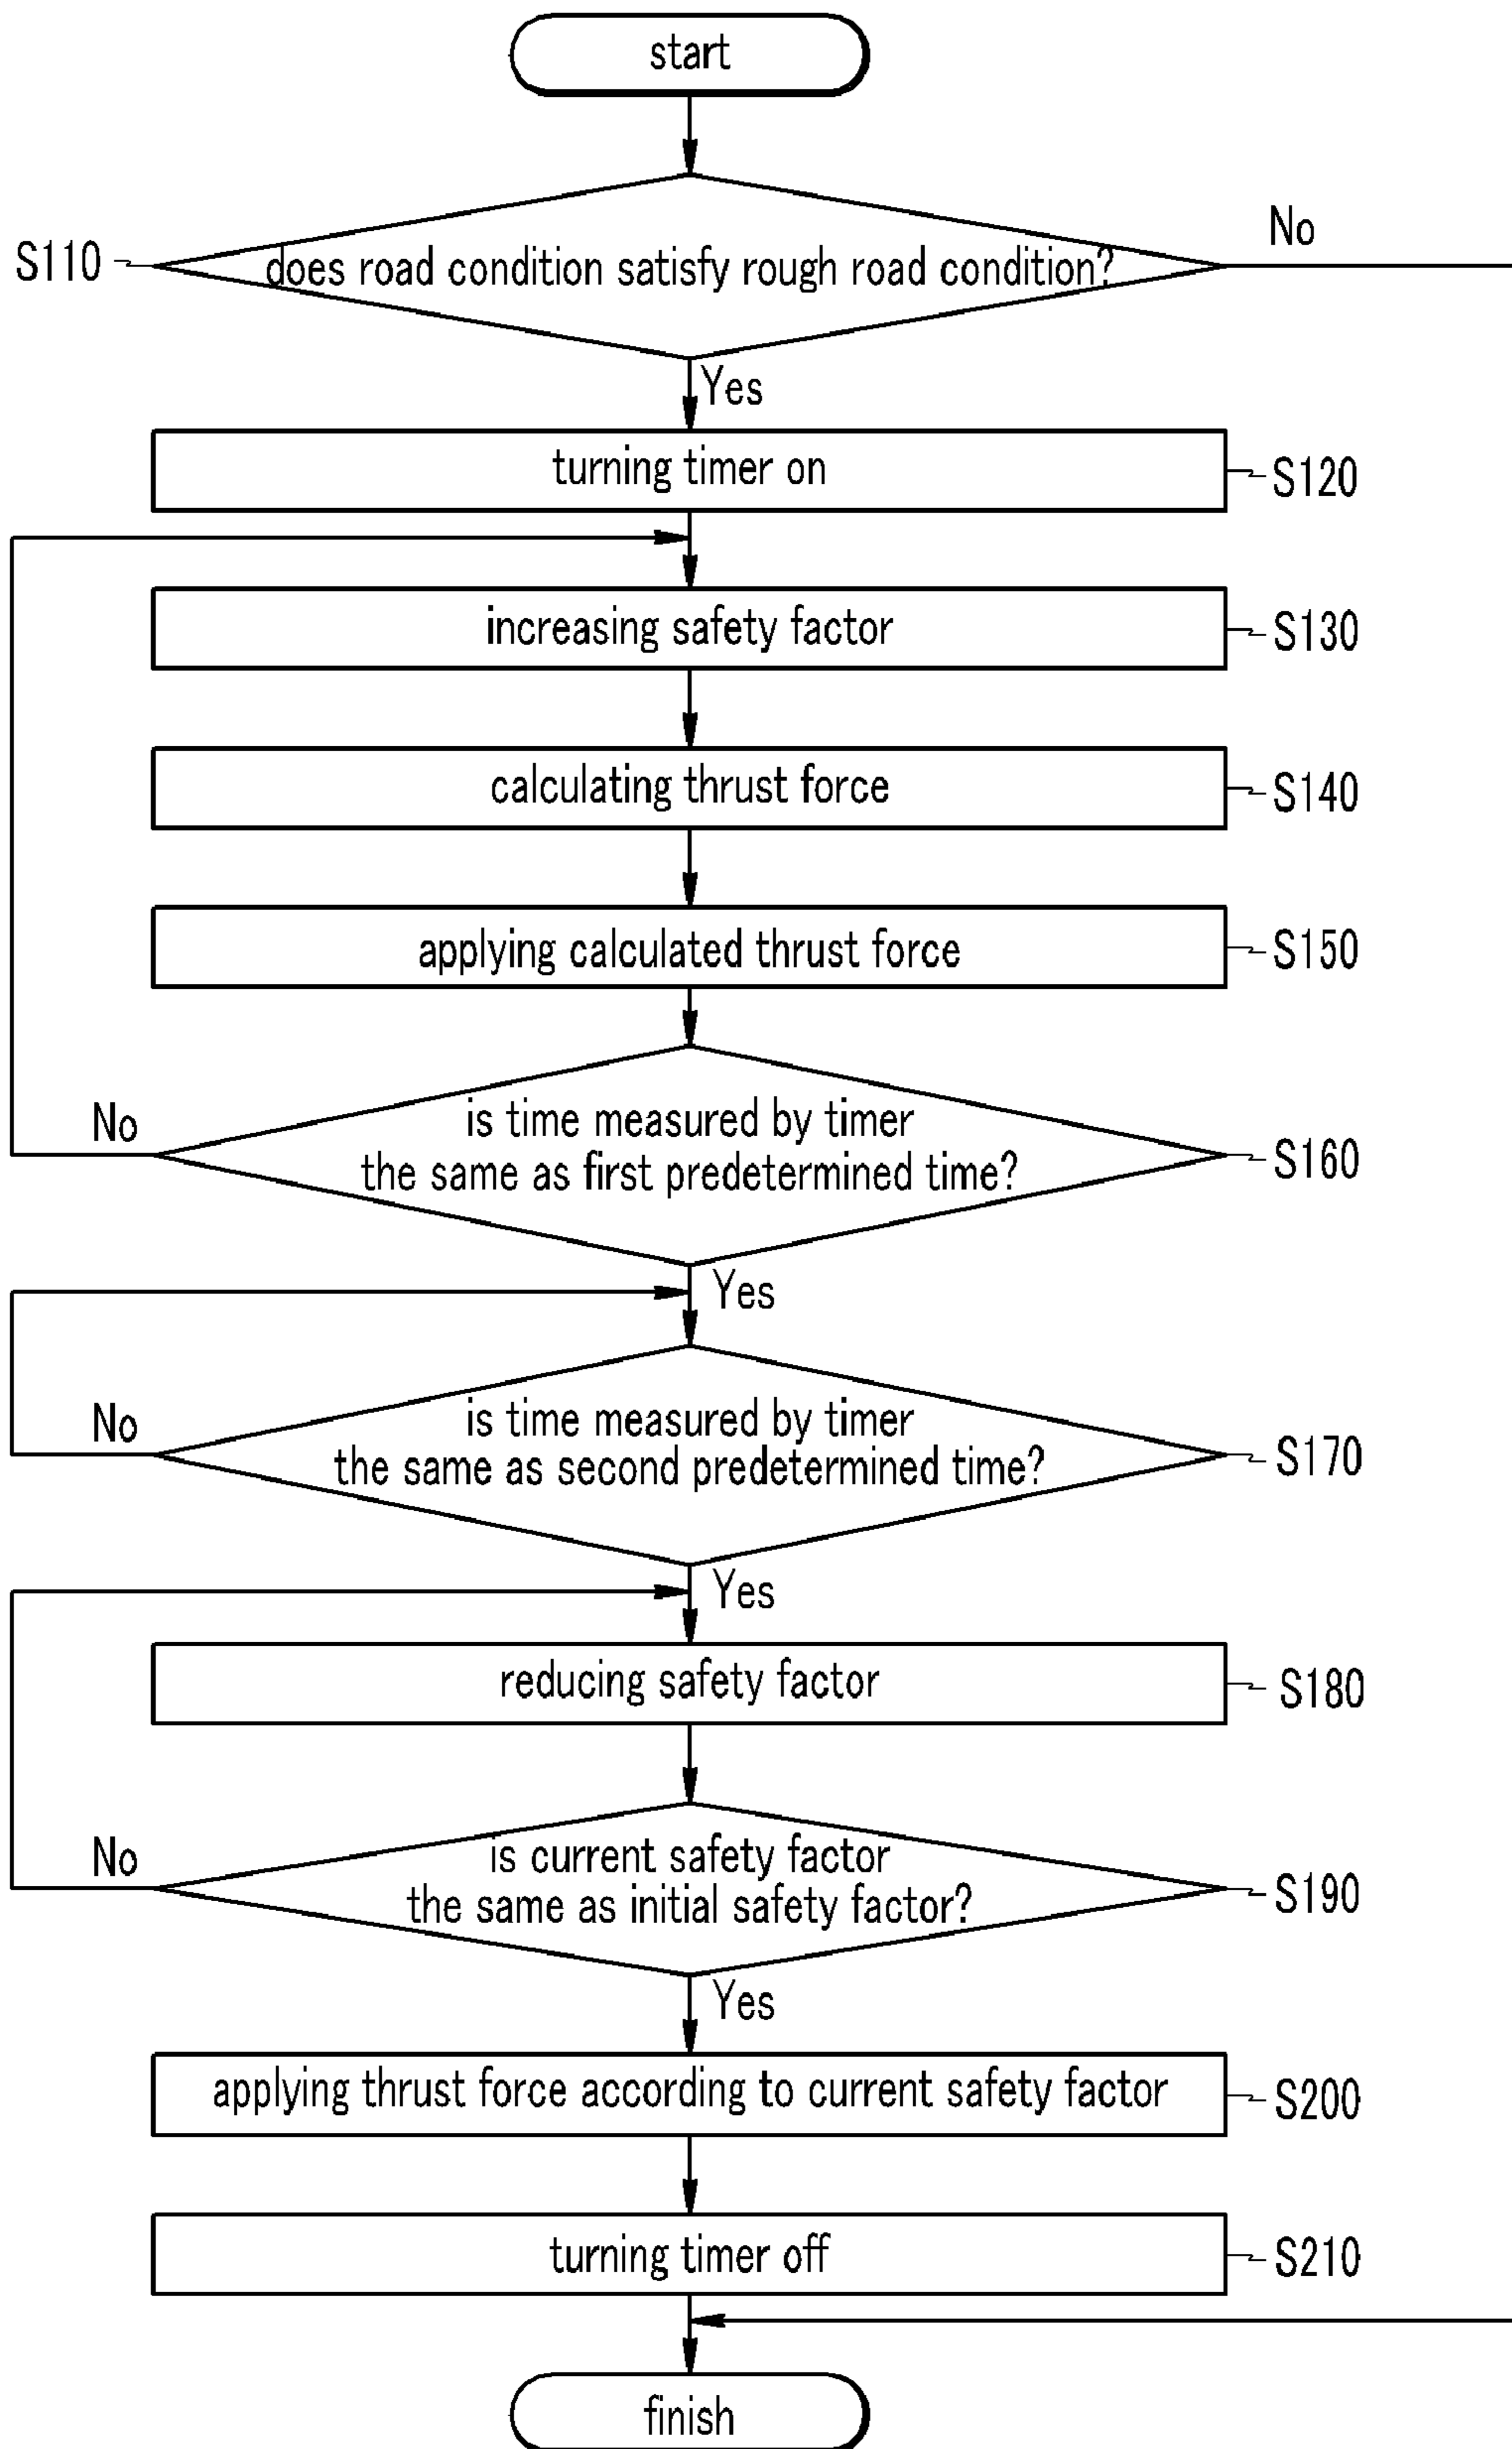 start
No
S110
does road condition satisfy rough road condition?
Yes
turning timer on
S120
increasing safety factor
S130
calculating thrust force
S140
applying calculated thrust force
S150
No
is time measured by timer
the same as first predetermined time?
S160
Yes
No
is time measured by timer
the same as second predetermined time?
S170
Yes
reducing safety factor
S180
No
is current safety factor
the same as initial safety factor?
S190
Yes
applying thrust force according to current safety factor
S200
turning timer off
S210
finish